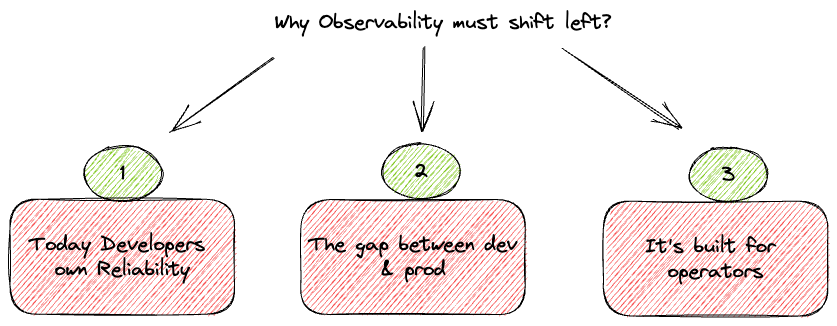 Why Observability must shift left?
1
2
3
Today Developers
own Reliability
The gap between dev
& prod
It's built for
operators